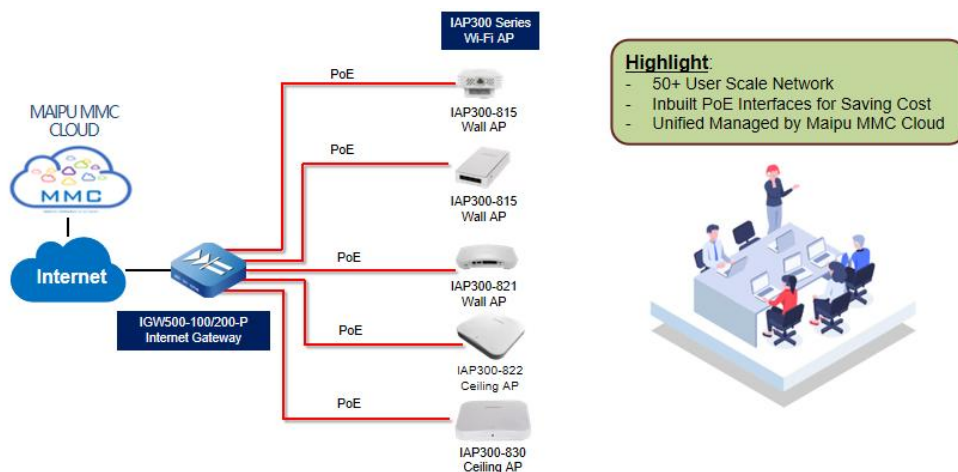 IAP300 Series
Wi-Fi AP
PoE
IAP300-815
Wall AP
MAIPU MMC
CLOUD
MMC
PoE
IAP300-815
Wall AP
Internet
PoE
IAP300-821
Wall AP
IGW500-100/200-P
Internet Gateway
PoE
IAP300-822
Ceiling AP
PoE
IAP300-830
Ceiling AP
Highlight:
- 50+ User Scale Network
- Inbuilt PoE Interfaces for Saving Cost
- Unified Managed by Maipu MMC Cloud